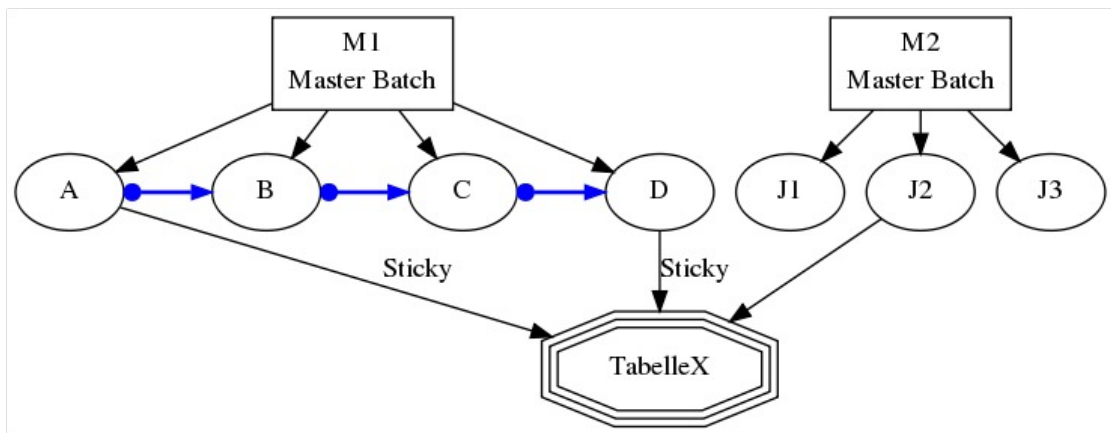 M1
Master Batch
M2
Master Batch
A
B
C
D
J1
J2
J3
Sticky
Sticky
TabelleX